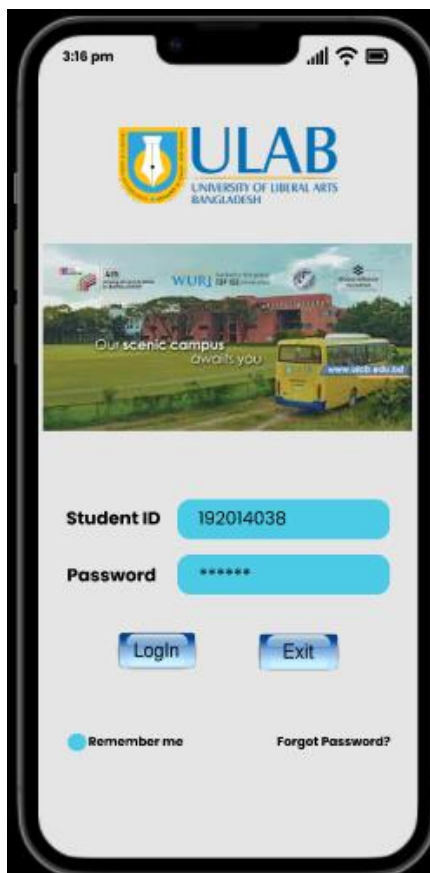 3:16 pm
ULAB
UNIVERSITY OF LIBERAL ARTS
BANGLADESH
WURI
Our scenic campus
awaits you
www.ulab.edu.bd
Student ID
192014038
Password
******
LogIn
Exit
Remember me
Forgot Password?